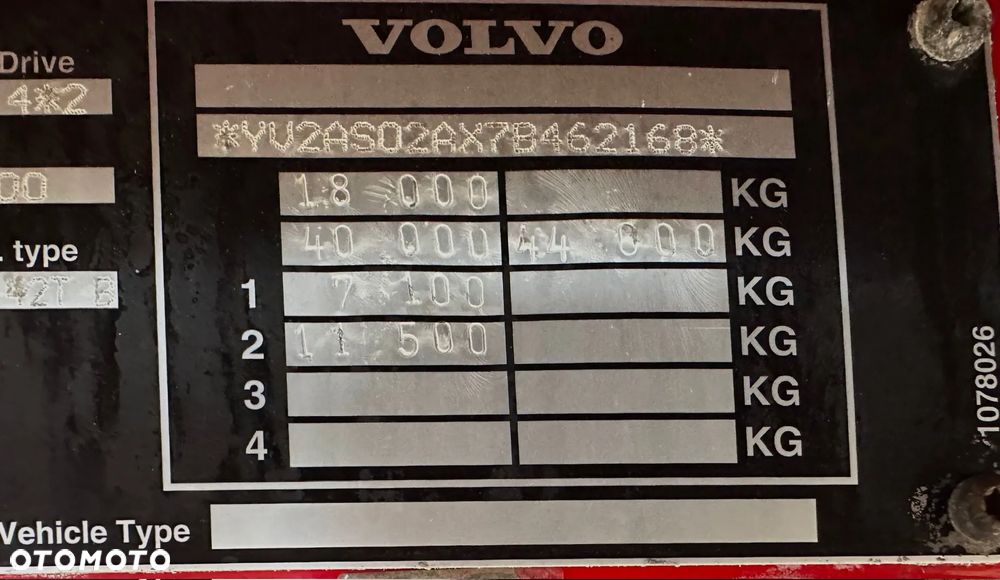 VOLVO
Drive
4*2
*YV2AS02AX7B462168*
00
18 000 KG
40 000 44 000 KG
. type
42T B
1 7 100 KG
2 11 500 KG
3 KG
4 KG
1078026
Vehicle Type
OTOMOTO